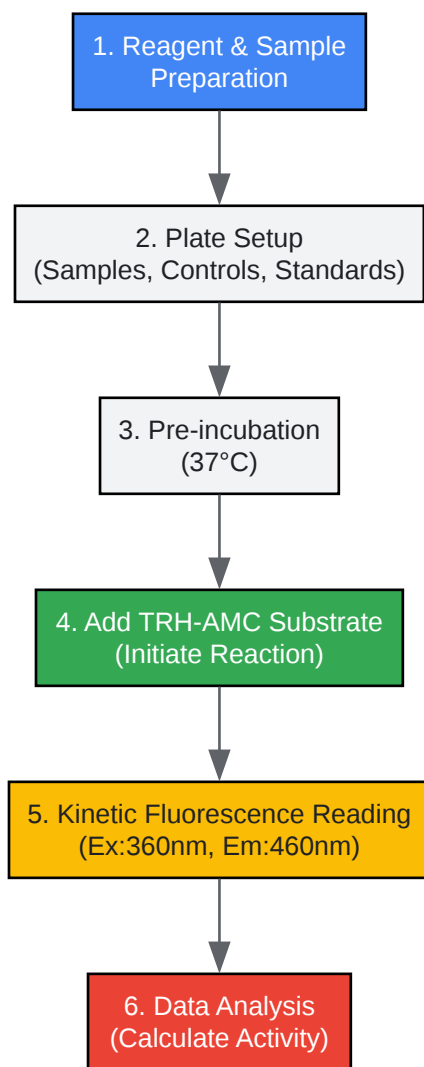 1. Reagent & Sample
Preparation
2. Plate Setup
(Samples, Controls, Standards)
3. Pre-incubation
(37°C)
4. Add TRH-AMC Substrate
(Initiate Reaction)
5. Kinetic Fluorescence Reading
(Ex:360nm, Em:460nm)
6. Data Analysis
(Calculate Activity)